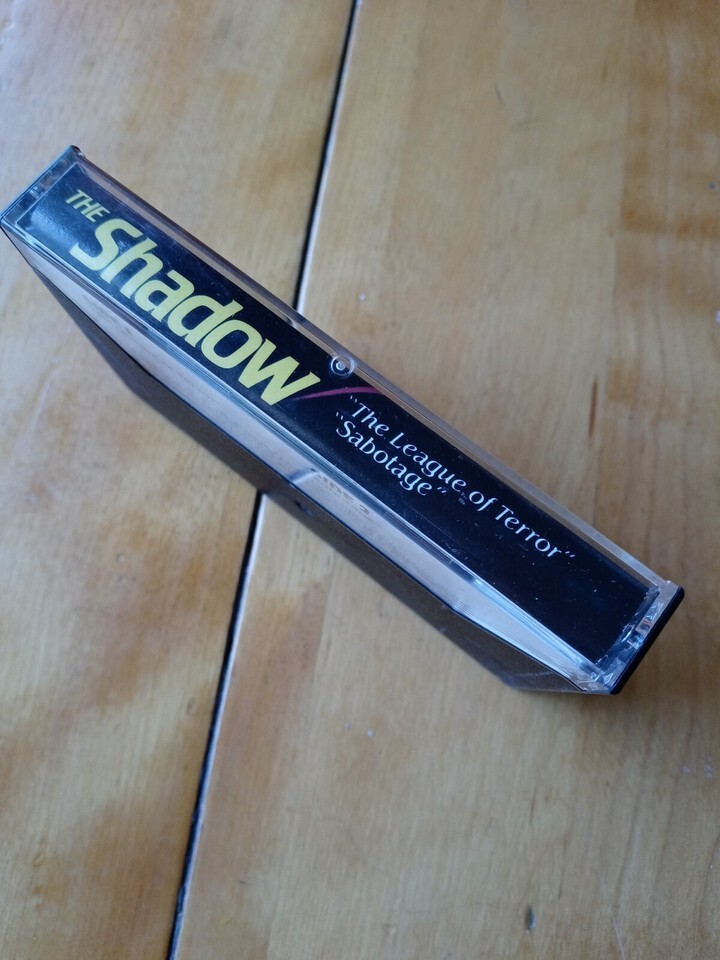 THE
Shadow
"The League of Terror"
"Sabotage"